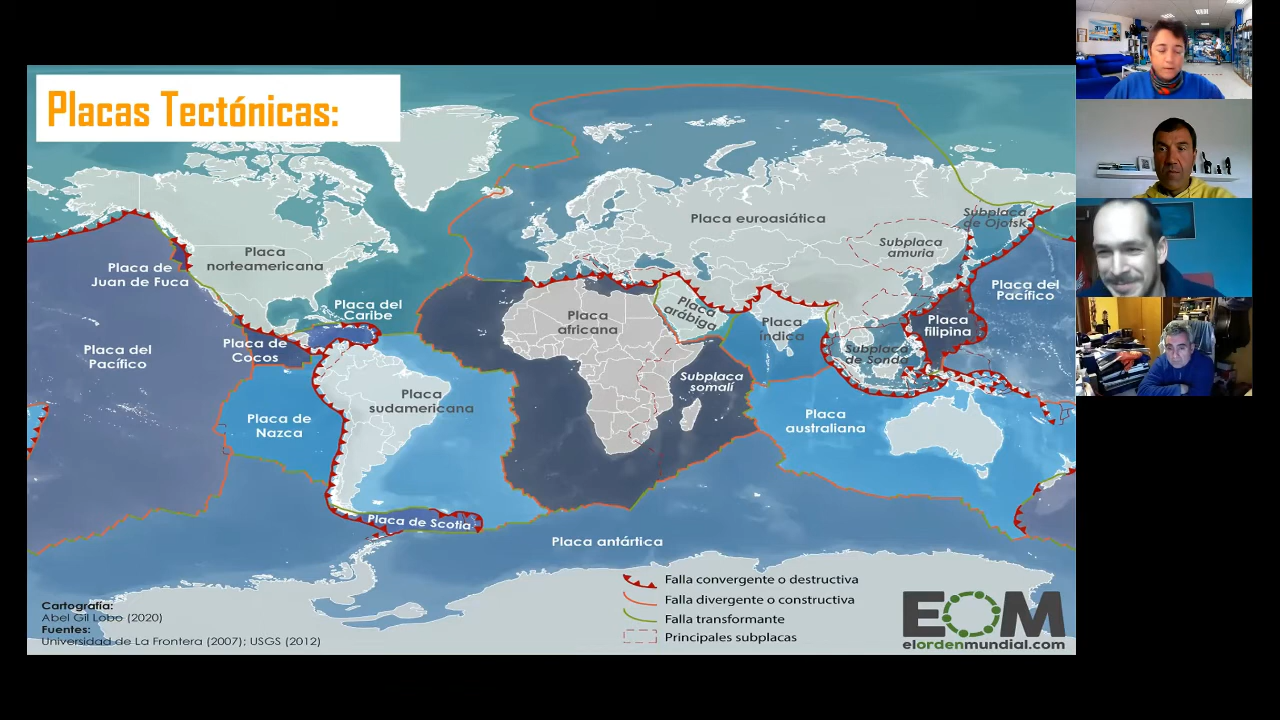 Placas Tectónicas:
Placa euroasiática
Subplaca
de Ojotsk
Subplaca
amuria
Placa
norteamericana
Placa de
Juan de Fuca
Placa del
Pacífico
Placa del
Caribe
Placa
arábiga
Placa
africana
Placa
índica
Placa
filipina
Placa de
Cocos
Placa del
Pacífico
Subplaca
de Sonda
Subplaca
somalí
Placa
sudamericana
Placa de
Nazca
Placa
australiana
Placa de Scotia
Placa antártica
Falla convergente o destructiva
Falla divergente o constructiva
Falla transformante
Principales subplacas
Cartografía:
Abel Gil Lobo (2020)
Fuentes:
Universidad de La Frontera (2007); USGS (2012)
EOM
elordenmundial.com